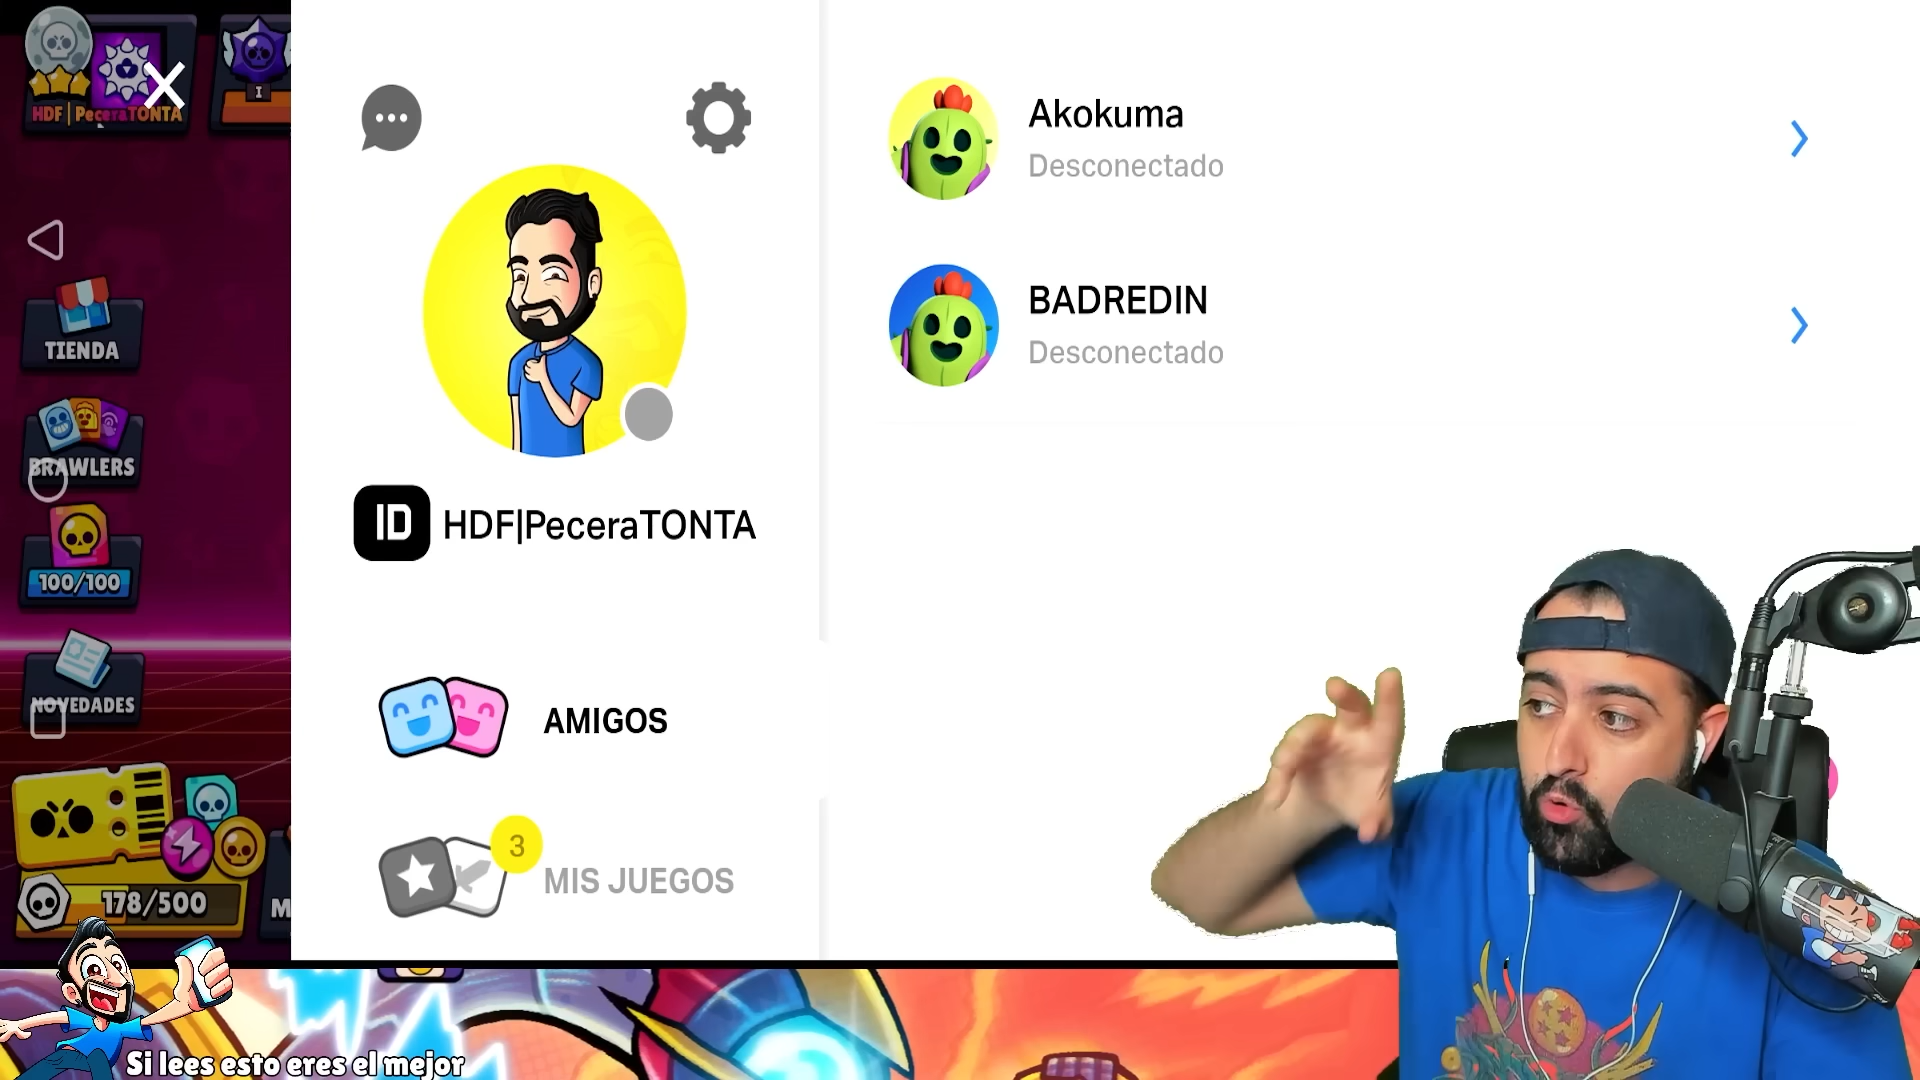 HDF|PeceraTONTA
I
TIENDA
BRAWLERS
100/100
NOVEDADES
178/500
M
ID HDF|PeceraTONTA
AMIGOS
3
MIS JUEGOS
Akokuma
Desconectado
BADREDIN
Desconectado
Si lees esto eres el mejor